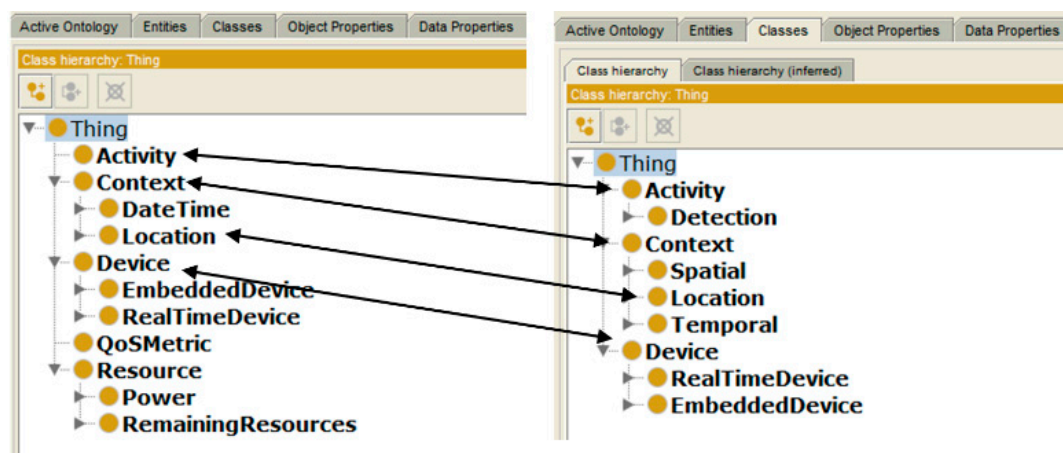 Active Ontology Entities Classes Object Properties Data Properties
Class hierarchy: Thing
Thing
Activity
Context
DateTime
Location
Device
EmbeddedDevice
RealTimeDevice
QoSMetric
Resource
Power
RemainingResources
Active Ontology Entities Classes Object Properties Data Properties
Class hierarchy Class hierarchy (inferred)
Class hierarchy: Thing
Thing
Activity
Detection
Context
Spatial
Location
Temporal
Device
RealTimeDevice
EmbeddedDevice